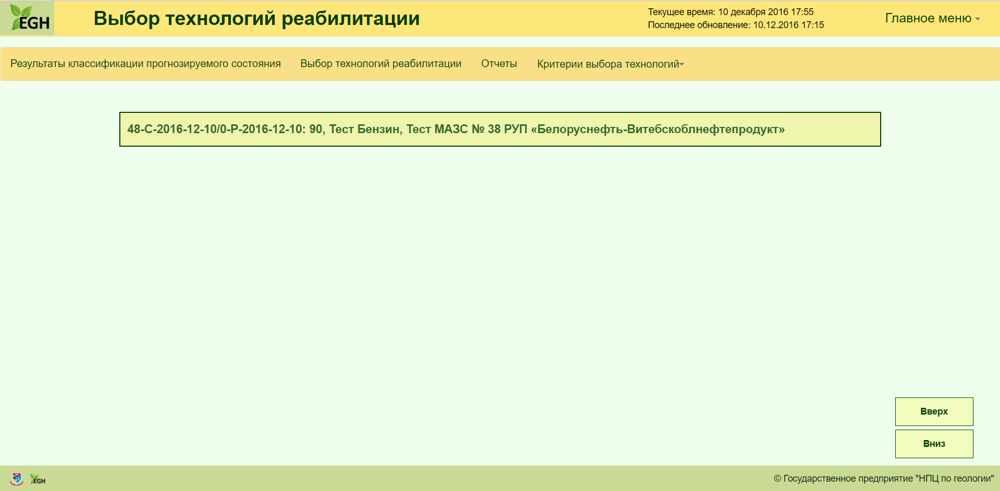 EGH
Выбор технологий реабилитации
Текущее время: 10 декабря 2016 17:55
Последнее обновление: 10.12.2016 17:15
Главное меню
Результаты классификации прогнозируемого состояния
Выбор технологий реабилитации
Отчеты
Критерии выбора технологий
48-С-2016-12-10/0-Р-2016-12-10: 90, Тест Бензин, Тест МАЗС № 38 РУП «Белоруснефть-Витебскоблнефтепродукт»
Вверх
Вниз
EGH
© Государственное предприятие "НПЦ по геологии"